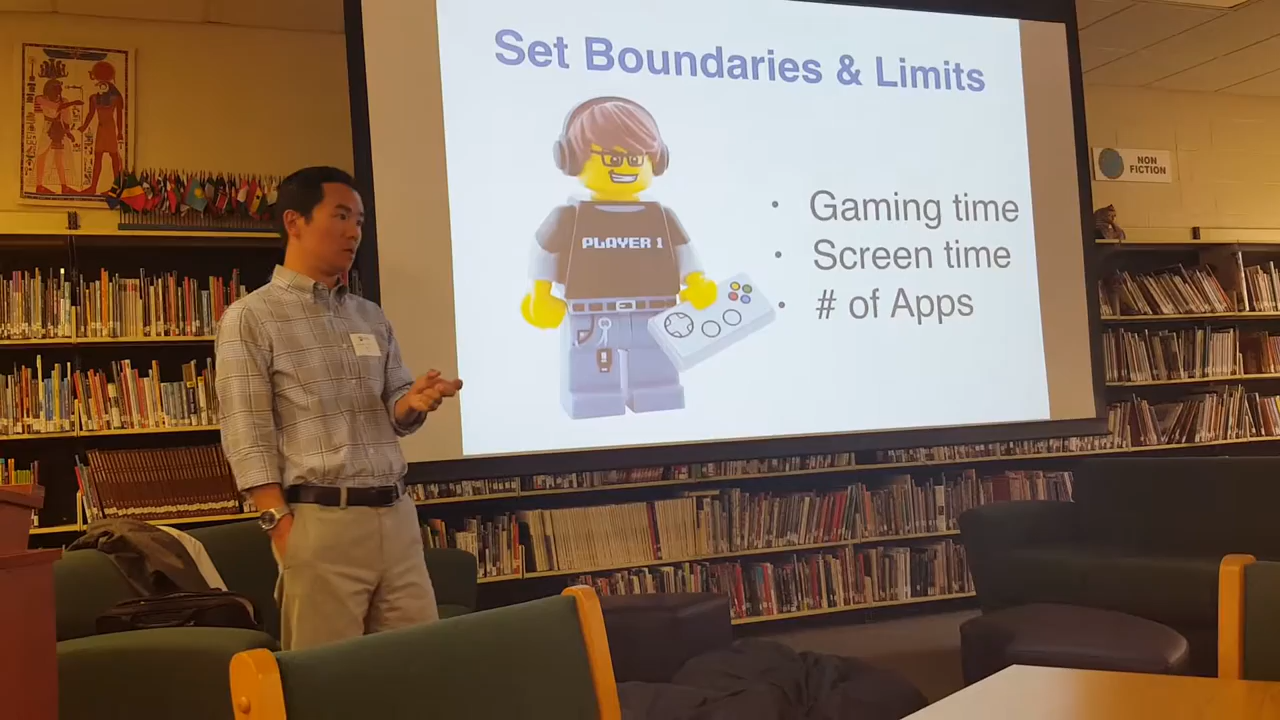 Set Boundaries & Limits
PLAYER 1
• Gaming time
• Screen time
• # of Apps
NON
FICTION